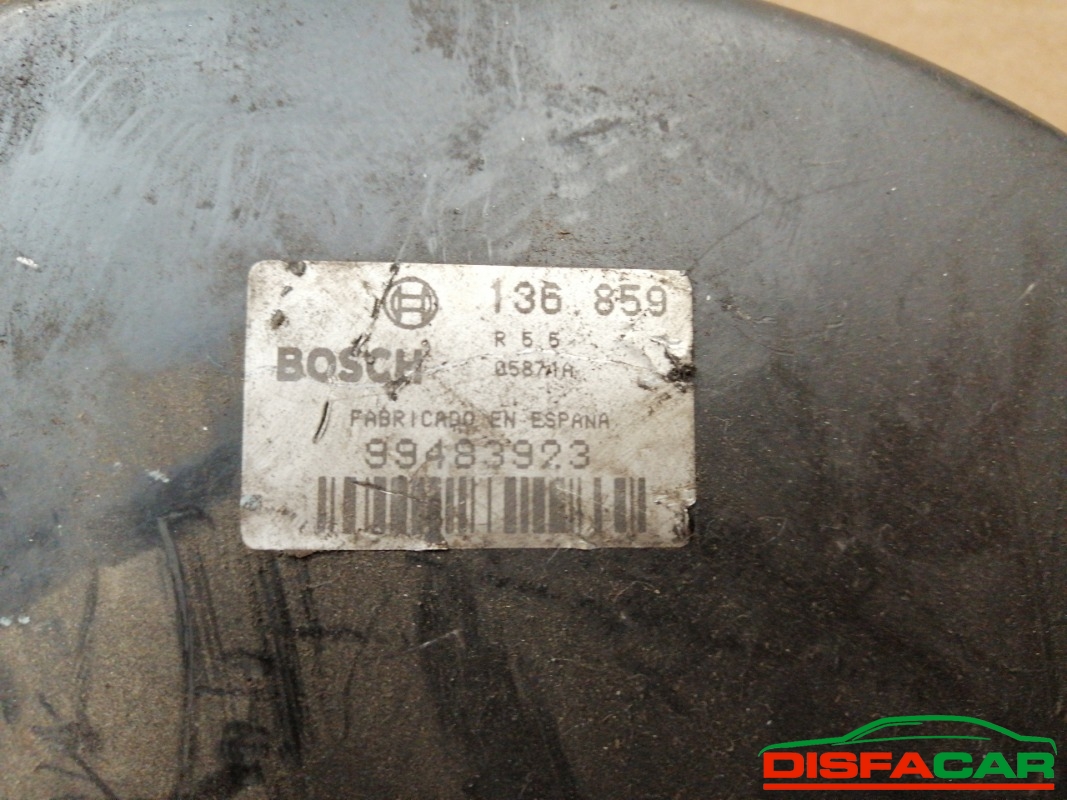 136 859
BOSCH
R 5 5
05871A
FABRICADO EN ESPANA
99483923
DISFACAR